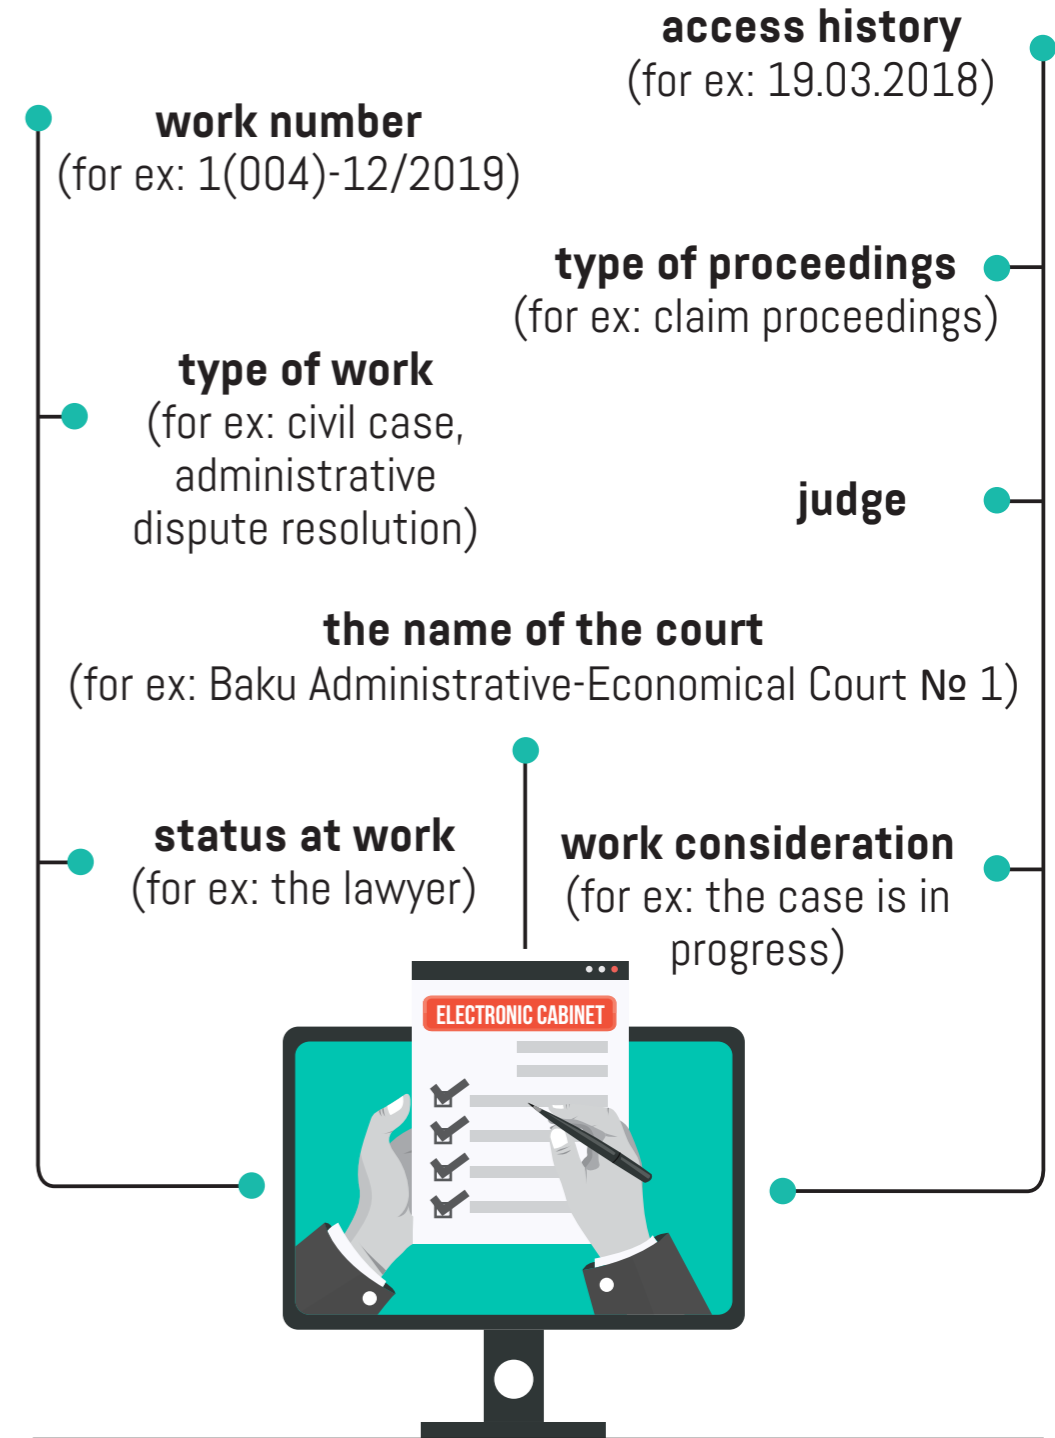 access history
(for ex: 19.03.2018)
work number
(for ex: 1(004)-12/2019)
type of proceedings
(for ex: claim proceedings)
type of work
(for ex: civil case,
administrative
dispute resolution)
judge
the name of the court
(for ex: Baku Administrative-Economical Court № 1)
status at work
(for ex: the lawyer)
work consideration
(for ex: the case is in
progress)
ELECTRONIC CABINET